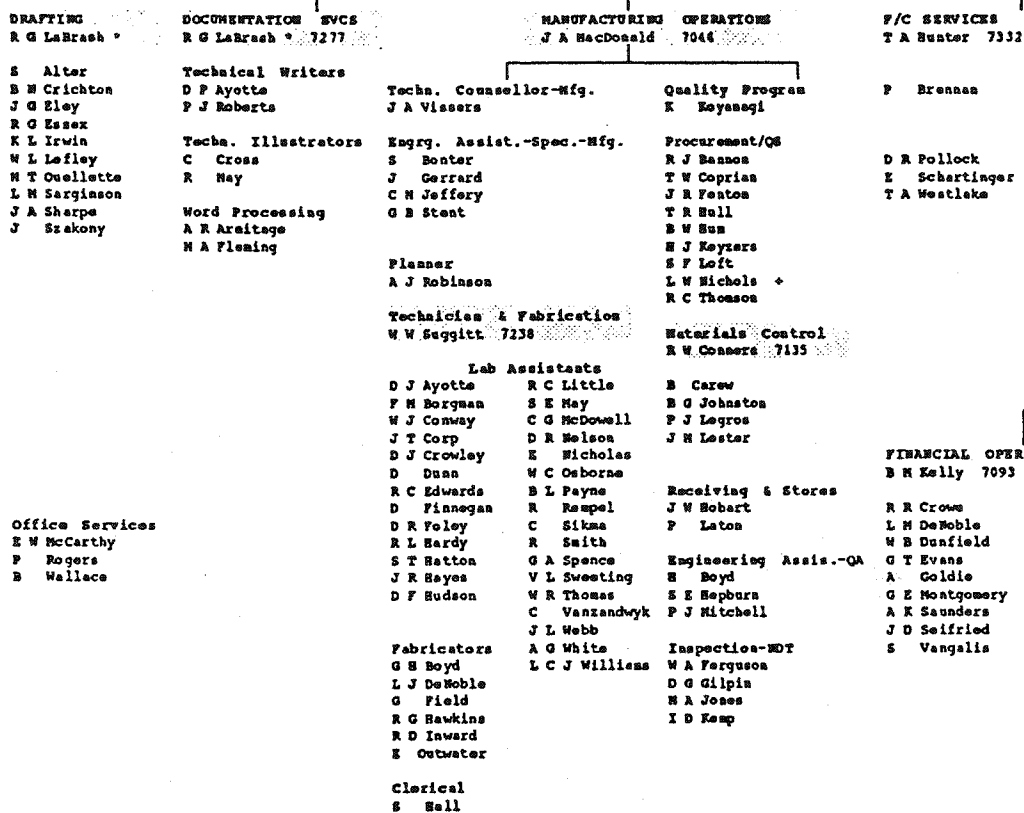 DRAFTING
R G LaBrash *
S Alter
B M Crichton
J G Eley
R G Essex
K L Irwin
W L Lefley
M T Ouellette
L M Sarginson
J A Sharpe
J Szakony
Office Services
E W McCarthy
P Rogers
B Wallace
DOCUMENTATION SVCS
R G LaBrash * 7277
Technical Writers
D P Ayotte
P J Roberts
Techn. Illustrators
C Cross
R May
Word Processing
A R Armitage
M A Fleming
MANUFACTURING OPERATIONS
J A MacDonald 7044
Techn. Counsellor-Mfg.
J A Vissers
Engrg. Assist.-Spec.-Mfg.
S Bonter
J Gerrard
C M Jeffery
G B Stent
Planner
A J Robinson
Technician & Fabrication
W W Suggitt 7238
Lab Assistants
D J Ayotte
F M Borgman
W J Conway
J T Corp
D J Crowley
D Dunn
R C Edwards
D Finnegan
D R Foley
R L Hardy
S T Hatton
J R Hayes
D F Hudson
R C Little
S E May
C G McDowell
D R Nelson
E Nicholas
W C Osborne
B L Payne
R Rempel
C Sikma
R Smith
G A Spence
V L Sweeting
W R Thomas
C Vanzandwyk
J L Webb
A G White
L C J Williams
Fabricators
G H Boyd
L J DeNoble
G Field
R G Hawkins
R D Inward
E Outwater
Clerical
S Hall
Quality Program
K Koyanagi
Procurement/QS
R J Bannon
T W Coprian
J R Fenton
T R Hull
B W Hum
H J Keyzers
S F Loft
L W Nichols +
R C Thomson
Materials Control
R W Conners 7135
B Carew
B G Johnston
P J Legros
J M Lester
Receiving & Stores
J W Hobart
P Laton
Engineering Assis.-QA
H Boyd
S E Hepburn
P J Mitchell
Inspection-NDT
W A Ferguson
D G Gilpin
M A Jones
I D Kemp
F/C SERVICES
T A Hunter 7332
P Brennan
D R Pollock
E Schartinger
T A Westlake
FINANCIAL OPER
B M Kelly 7093
R R Crowe
L M DeNoble
W B Dunfield
G T Evans
A Goldie
G E Montgomery
A K Saunders
J D Seifried
S Vangalis